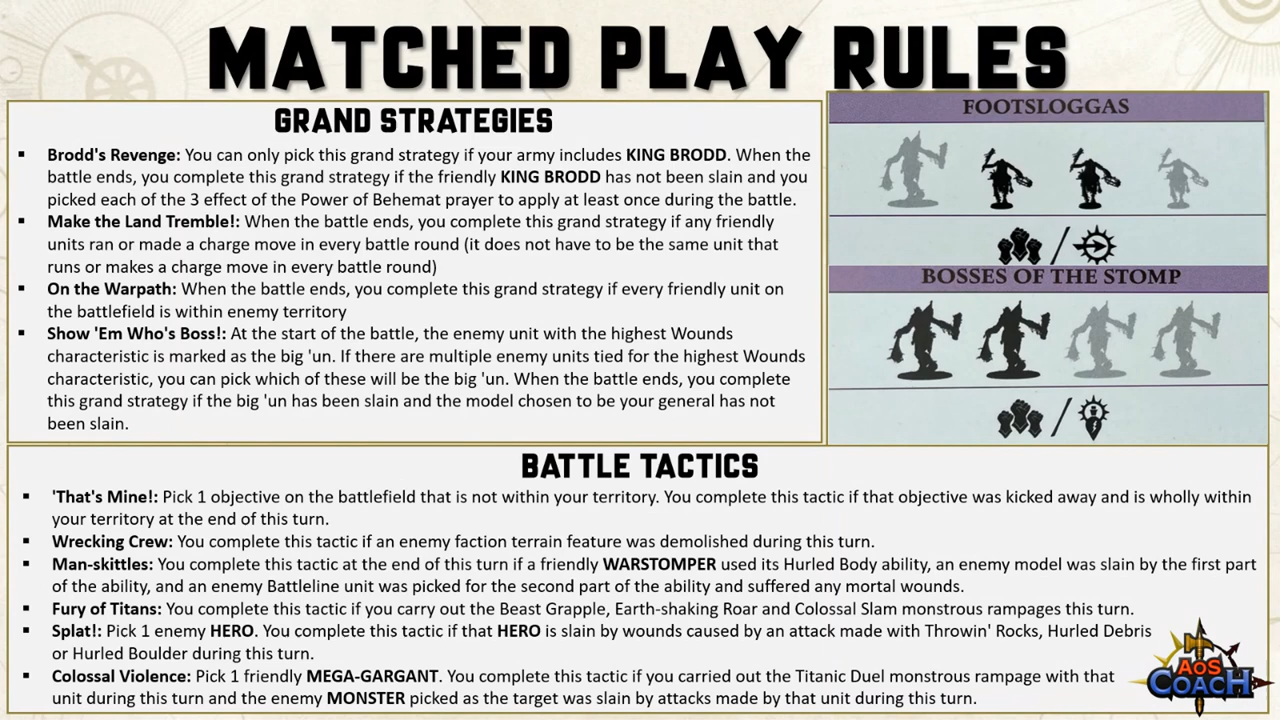 MATCHED PLAY RULES
GRAND STRATEGIES
▪ Brodd's Revenge: You can only pick this grand strategy if your army includes KING BRODD. When the
battle ends, you complete this grand strategy if the friendly KING BRODD has not been slain and you
picked each of the 3 effect of the Power of Behemat prayer to apply at least once during the battle.
▪ Make the Land Tremble!: When the battle ends, you complete this grand strategy if any friendly
units ran or made a charge move in every battle round (it does not have to be the same unit that
runs or makes a charge move in every battle round)
▪ On the Warpath: When the battle ends, you complete this grand strategy if every friendly unit on
the battlefield is within enemy territory
▪ Show 'Em Who's Boss!: At the start of the battle, the enemy unit with the highest Wounds
characteristic is marked as the big 'un. If there are multiple enemy units tied for the highest Wounds
characteristic, you can pick which of these will be the big 'un. When the battle ends, you complete
this grand strategy if the big 'un has been slain and the model chosen to be your general has not
been slain.
FOOTSLOGGAS
/
BOSSES OF THE STOMP
/
BATTLE TACTICS
▪ 'That's Mine!: Pick 1 objective on the battlefield that is not within your territory. You complete this tactic if that objective was kicked away and is wholly within
your territory at the end of this turn.
▪ Wrecking Crew: You complete this tactic if an enemy faction terrain feature was demolished during this turn.
▪ Man-skittles: You complete this tactic at the end of this turn if a friendly WARSTOMPER used its Hurled Body ability, an enemy model was slain by the first part
of the ability, and an enemy Battleline unit was picked for the second part of the ability and suffered any mortal wounds.
▪ Fury of Titans: You complete this tactic if you carry out the Beast Grapple, Earth-shaking Roar and Colossal Slam monstrous rampages this turn.
▪ Splat!: Pick 1 enemy HERO. You complete this tactic if that HERO is slain by wounds caused by an attack made with Throwin' Rocks, Hurled Debris
or Hurled Boulder during this turn.
▪ Colossal Violence: Pick 1 friendly MEGA-GARGANT. You complete this tactic if you carried out the Titanic Duel monstrous rampage with that
unit during this turn and the enemy MONSTER picked as the target was slain by attacks made by that unit during this turn.
AoS
COACH